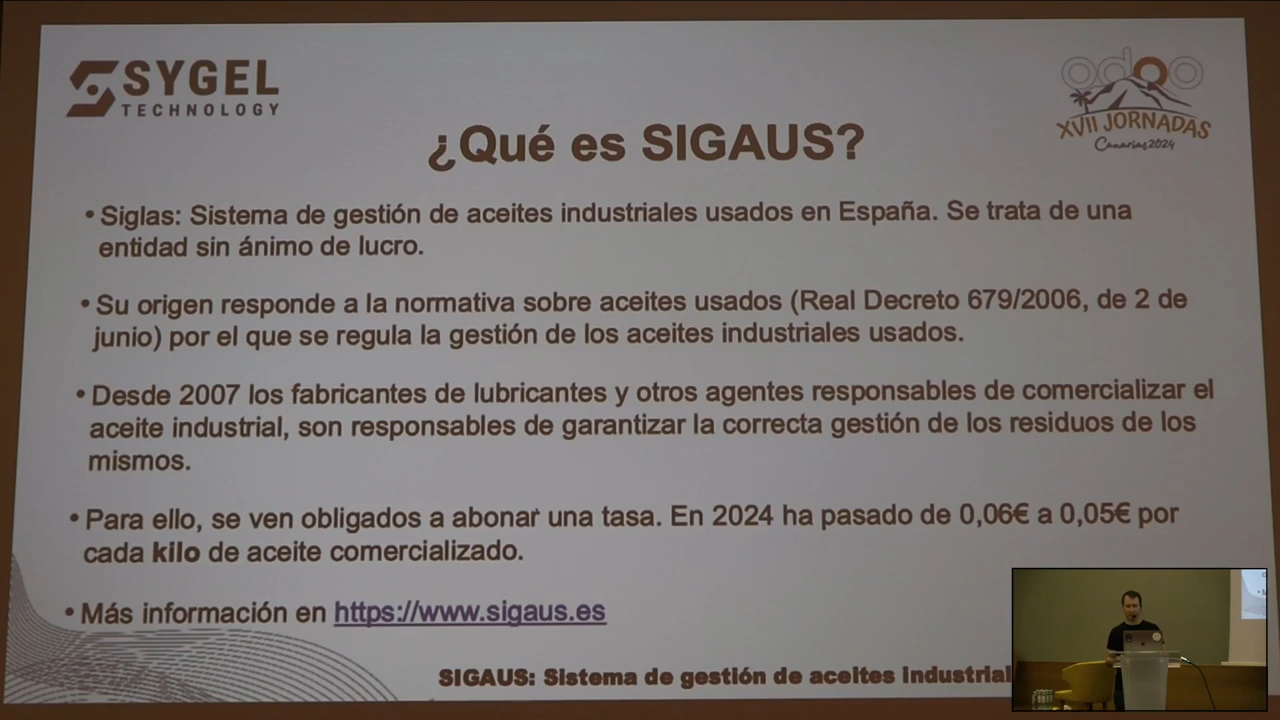 SYGEL
TECHNOLOGY
odoo
XVII JORNADAS
Canarias 2024
¿Qué es SIGAUS?
• Siglas: Sistema de gestión de aceites industriales usados en España. Se trata de una
entidad sin ánimo de lucro.
• Su origen responde a la normativa sobre aceites usados (Real Decreto 679/2006, de 2 de
junio) por el que se regula la gestión de los aceites industriales usados.
• Desde 2007 los fabricantes de lubricantes y otros agentes responsables de comercializar el
aceite industrial, son responsables de garantizar la correcta gestión de los residuos de los
mismos.
• Para ello, se ven obligados a abonar una tasa. En 2024 ha pasado de 0,06€ a 0,05€ por
cada kilo de aceite comercializado.
• Más información en https://www.sigaus.es
SIGAUS: Sistema de gestión de aceites Industrial